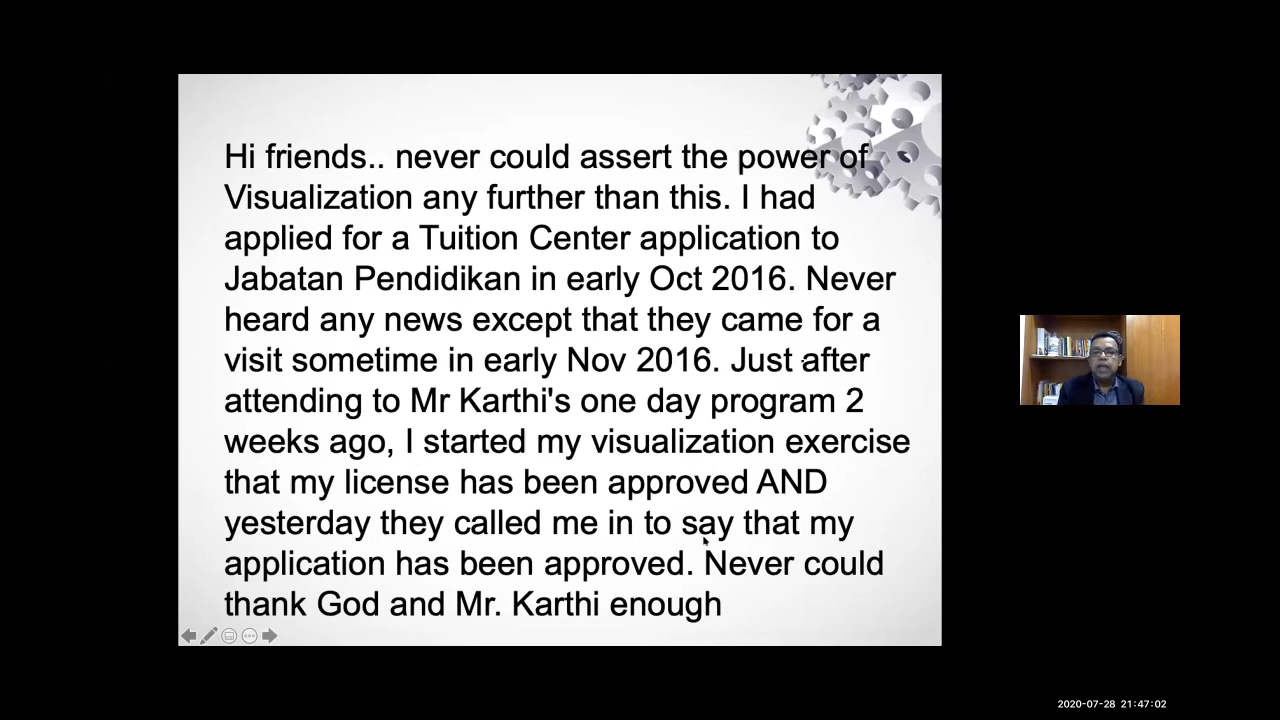 Hi friends.. never could assert the power of
Visualization any further than this. I had
applied for a Tuition Center application to
Jabatan Pendidikan in early Oct 2016. Never
heard any news except that they came for a
visit sometime in early Nov 2016. Just after
attending to Mr Karthi's one day program 2
weeks ago, I started my visualization exercise
that my license has been approved AND
yesterday they called me in to say that my
application has been approved. Never could
thank God and Mr. Karthi enough
2020-07-28 21:47:02